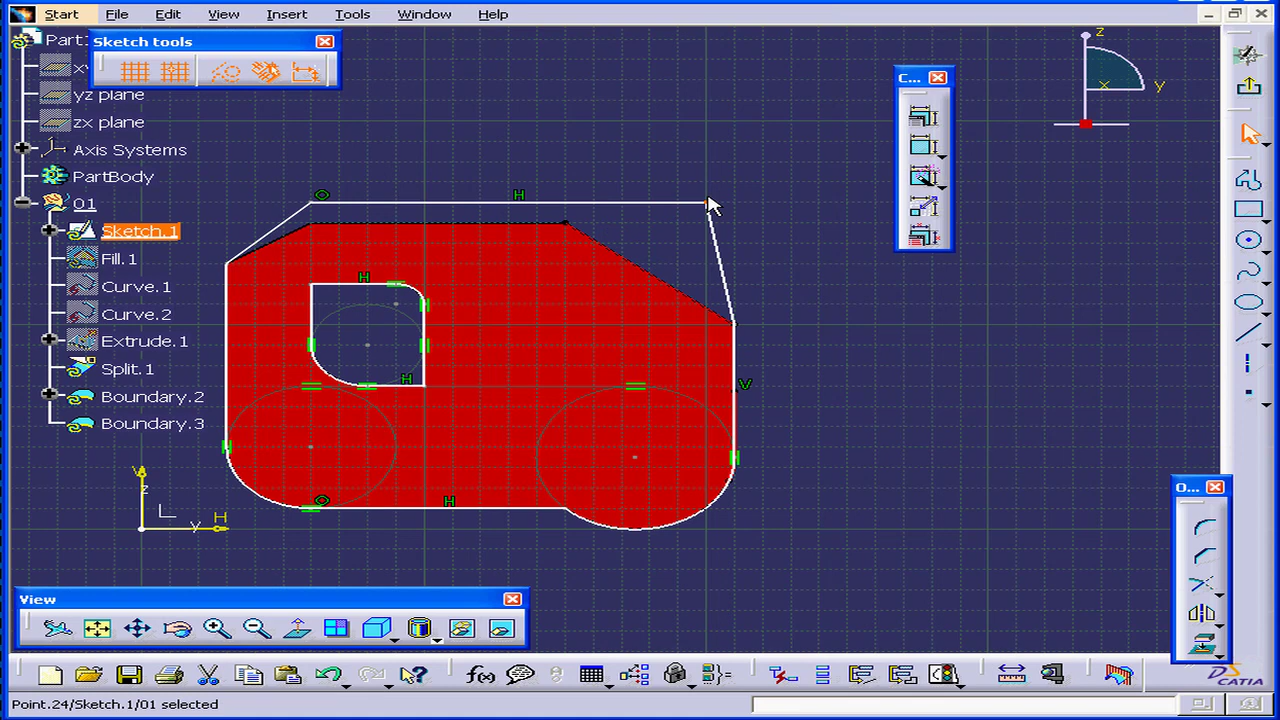 Start File Edit View Insert Tools Window Help
Part
Sketch tools
C...
yz plane
zx plane
Axis Systems
PartBody
01
Sketch.1
Fill.1
Curve.1
Curve.2
Extrude.1
Split.1
Boundary.2
Boundary.3
z
x
y
H
H
H
H
V
V
z
y
H
O...
View
f(x)
DS
CATIA
Point.24/Sketch.1/01 selected